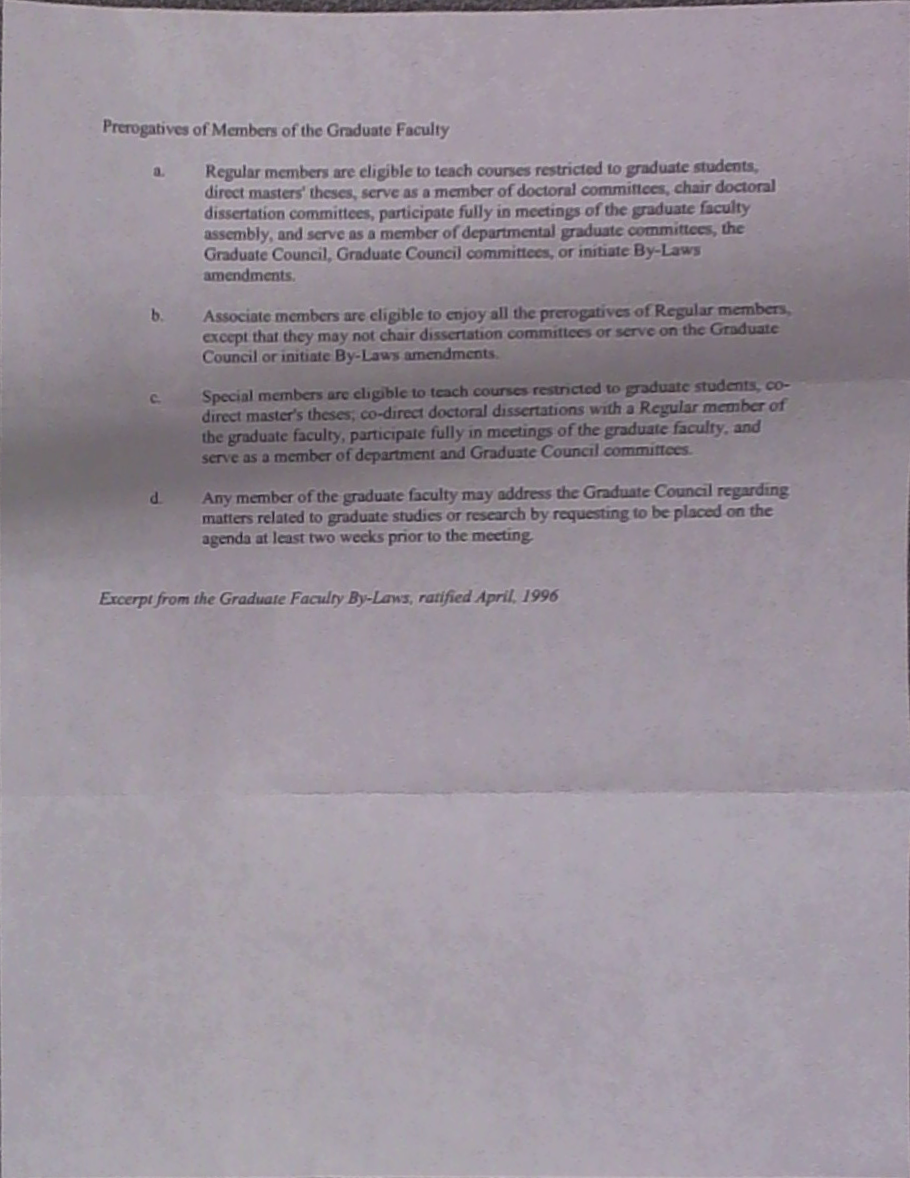 Prerogatives of Members of the Graduate Faculty
a. Regular members are eligible to teach courses restricted to graduate students,
direct masters' theses, serve as a member of doctoral committees, chair doctoral
dissertation committees, participate fully in meetings of the graduate faculty
assembly, and serve as a member of departmental graduate committees, the
Graduate Council, Graduate Council committees, or initiate By-Laws
amendments.
b. Associate members are eligible to enjoy all the prerogatives of Regular members,
except that they may not chair dissertation committees or serve on the Graduate
Council or initiate By-Laws amendments.
c. Special members are eligible to teach courses restricted to graduate students, co-
direct master's theses; co-direct doctoral dissertations with a Regular member of
the graduate faculty, participate fully in meetings of the graduate faculty, and
serve as a member of department and Graduate Council committees.
d. Any member of the graduate faculty may address the Graduate Council regarding
matters related to graduate studies or research by requesting to be placed on the
agenda at least two weeks prior to the meeting.
Excerpt from the Graduate Faculty By-Laws, ratified April, 1996